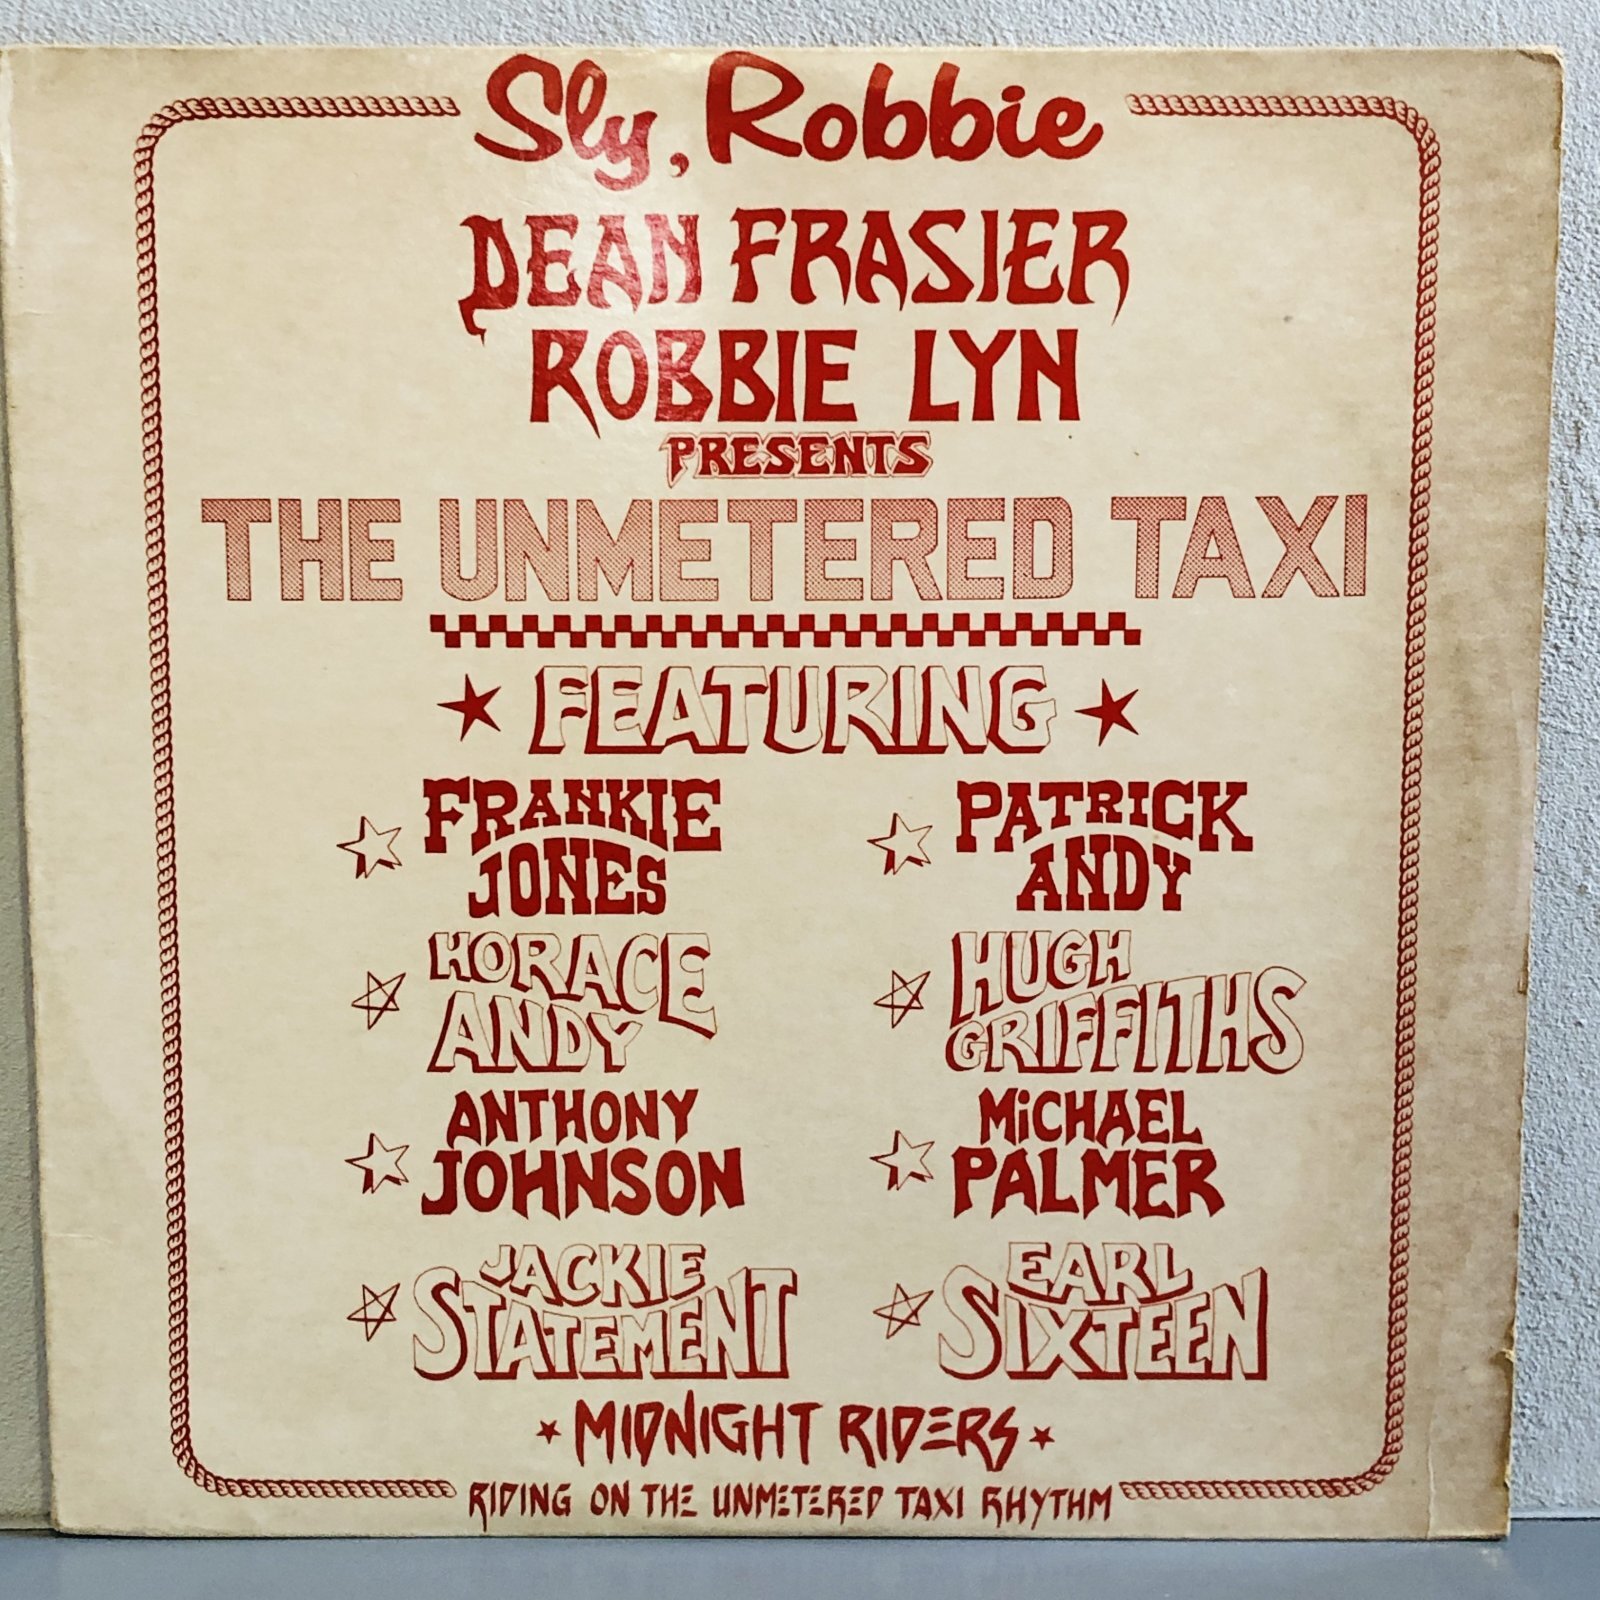 Sly, Robbie
DEAN FRASIER
ROBBIE LYN
PRESENTS
THE UNMETERED TAXI
FEATURING
FRANKIE JONES
PATRICK ANDY
HORACE ANDY
HUGH GRIFFITHS
ANTHONY JOHNSON
MiCHAEL PALMER
JACKIE STATEMENT
EARL SIXTEEN
MIDNIGHT RIDERS
RIDING ON THE UNMETERED TAXI RHYTHM